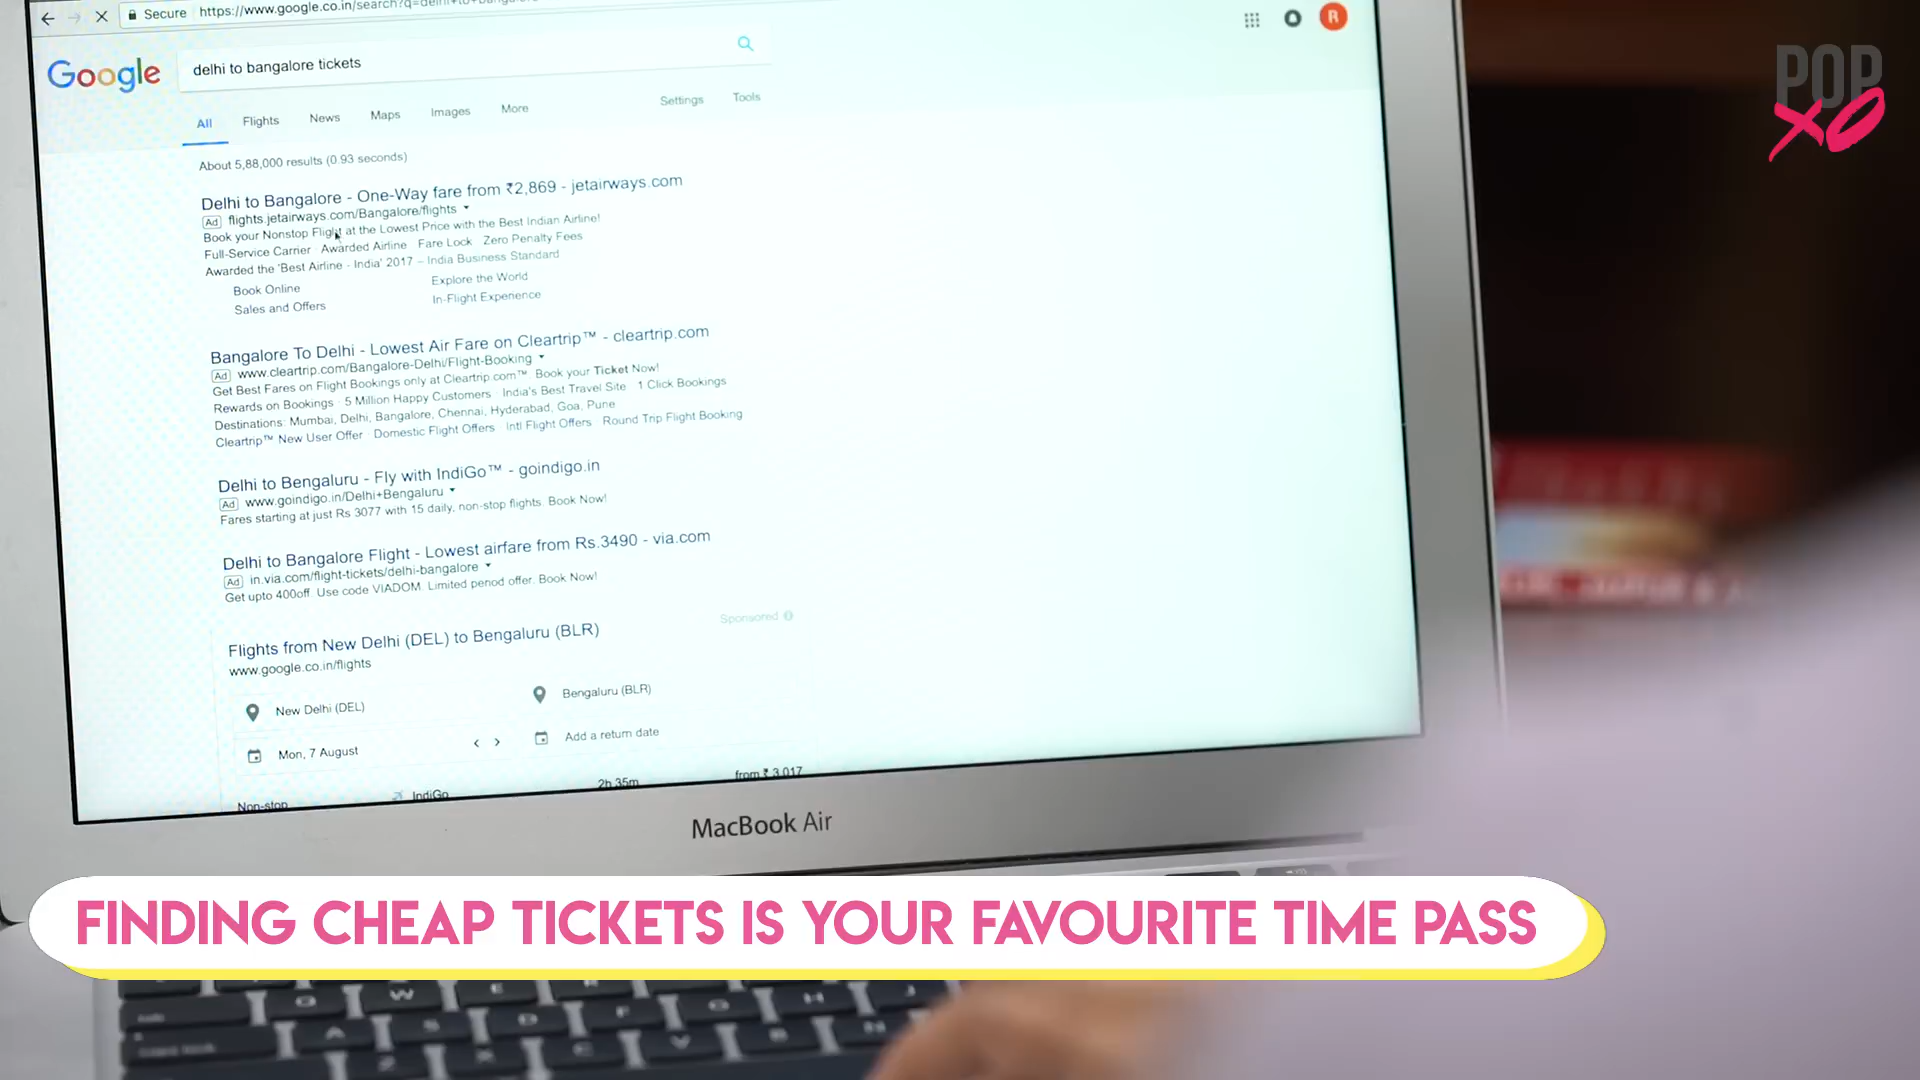 Secure https://www.google.co.in/search?q=delhi+to+bangalore
R
POP
XO
Google
delhi to bangalore tickets
All Flights News Maps Images More Settings Tools
About 5,88,000 results (0.93 seconds)
Delhi to Bangalore - One-Way fare from ₹2,869 - jetairways.com
Ad flights.jetairways.com/Bangalore/flights
Book your Nonstop Flight at the Lowest Price with the Best Indian Airline!
Full-Service Carrier · Awarded Airline · Fare Lock · Zero Penalty Fees
Awarded the 'Best Airline - India' 2017 – India Business Standard
Book Online Explore the World
Sales and Offers In-Flight Experience
Bangalore To Delhi - Lowest Air Fare on Cleartrip™ - cleartrip.com
Ad www.cleartrip.com/Bangalore-Delhi/Flight-Booking
Get Best Fares on Flight Bookings only at Cleartrip.com™ Book your Ticket Now!
Rewards on Bookings · 5 Million Happy Customers · India's Best Travel Site · 1 Click Bookings
Destinations: Mumbai, Delhi, Bangalore, Chennai, Hyderabad, Goa, Pune
Cleartrip™ New User Offer · Domestic Flight Offers · Intl Flight Offers · Round Trip Flight Booking
Delhi to Bengaluru - Fly with IndiGo™ - goindigo.in
Ad www.goindigo.in/Delhi+Bengaluru
Fares starting at just Rs 3077 with 15 daily, non-stop flights. Book Now!
Delhi to Bangalore Flight - Lowest airfare from Rs.3490 - via.com
Ad in.via.com/flight-tickets/delhi-bangalore
Get upto 400off Use code VIADOM Limited period offer. Book Now!
Sponsored
Flights from New Delhi (DEL) to Bengaluru (BLR)
www.google.co.in/flights
New Delhi (DEL) Bengaluru (BLR)
Mon, 7 August < > Add a return date
Non-stop IndiGo 2h 35m from ₹ 3,017
MacBook Air
FINDING CHEAP TICKETS IS YOUR FAVOURITE TIME PASS